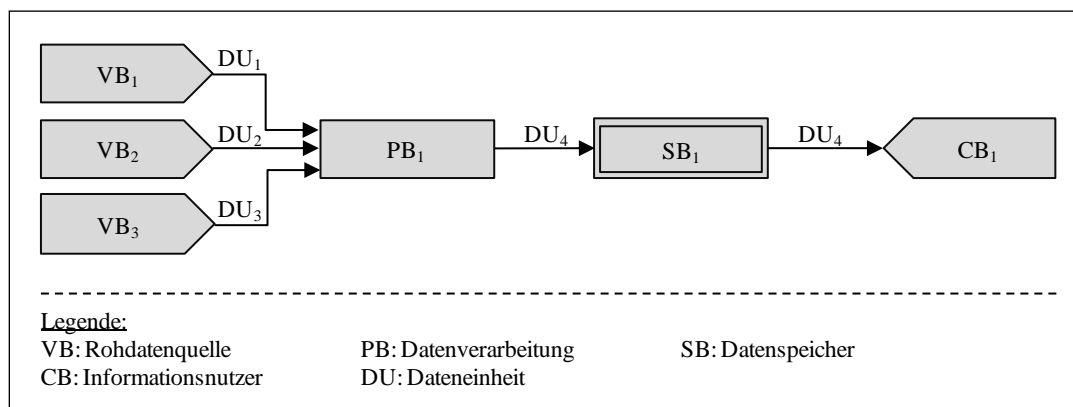 VB₁
DU₁
VB₂
DU₂
PB₁
DU₄
SB₁
DU₄
CB₁
VB₃
DU₃
Legende:
VB: Rohdatenquelle PB: Datenverarbeitung SB: Datenspeicher
CB: Informationsnutzer DU: Dateneinheit